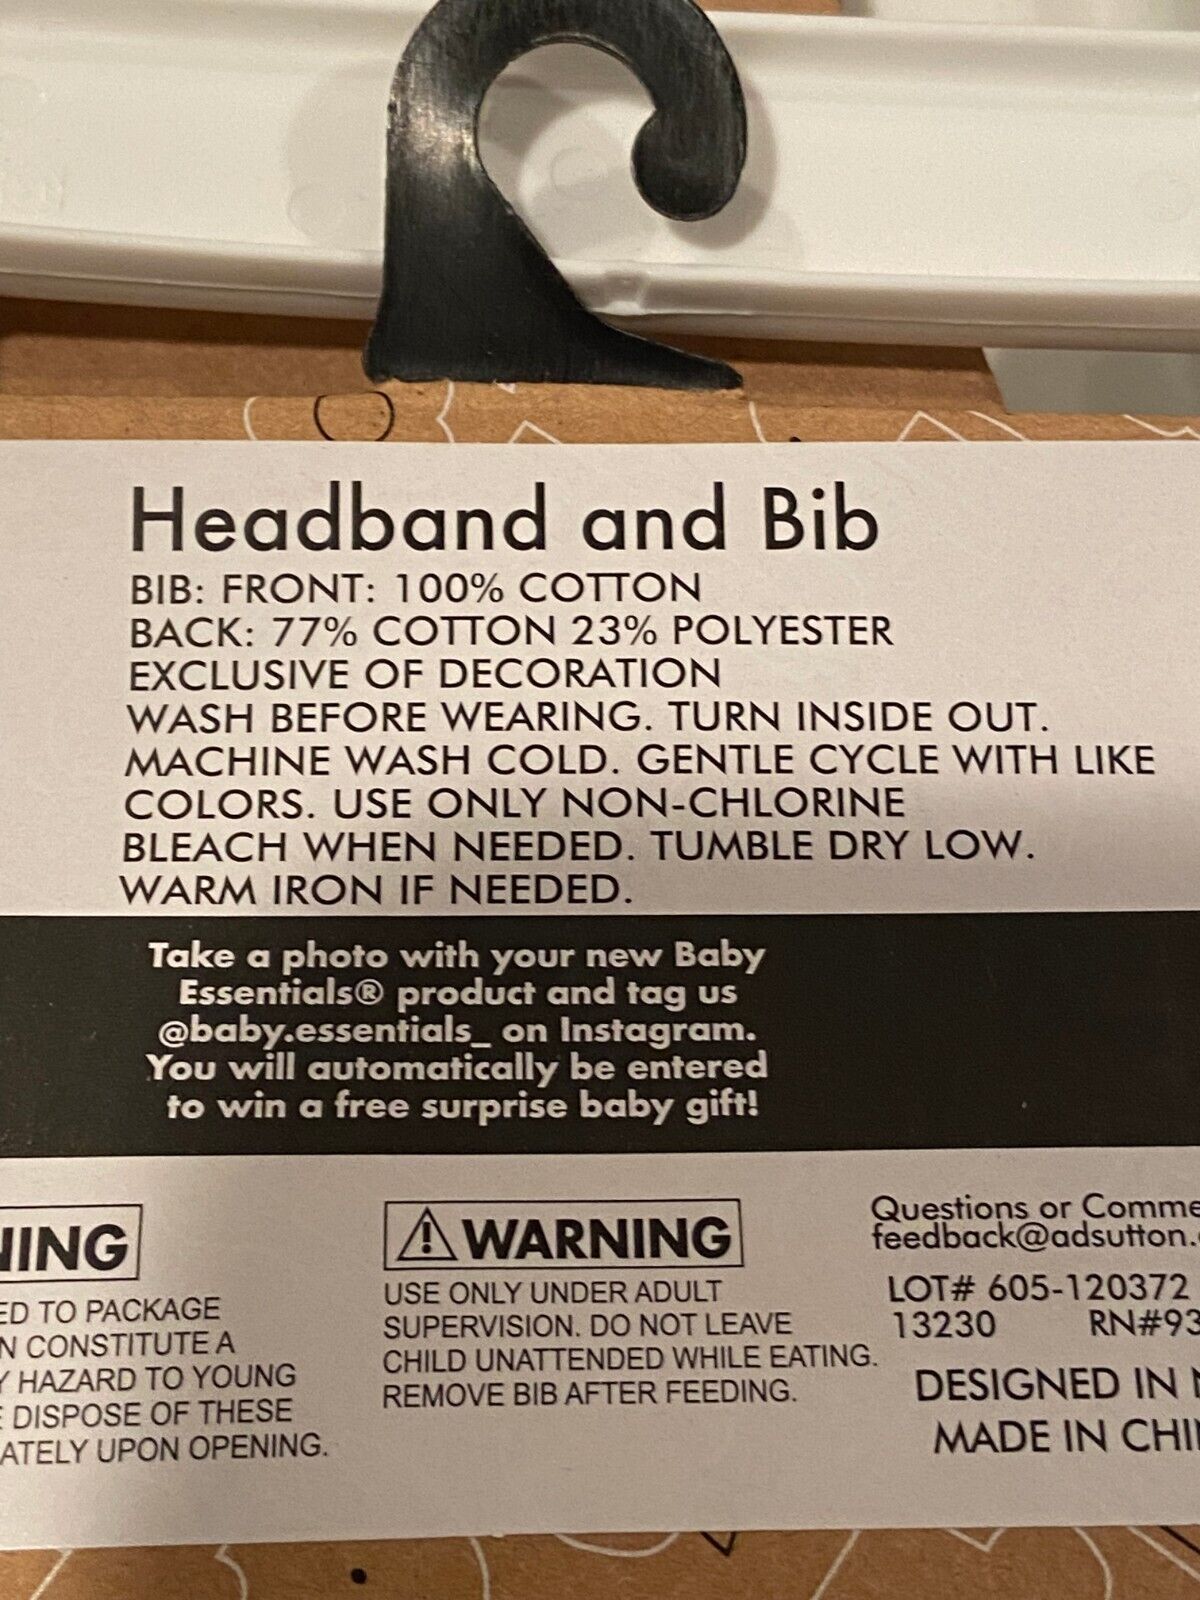 Headband and Bib
BIB: FRONT: 100% COTTON
BACK: 77% COTTON 23% POLYESTER
EXCLUSIVE OF DECORATION
WASH BEFORE WEARING. TURN INSIDE OUT.
MACHINE WASH COLD. GENTLE CYCLE WITH LIKE
COLORS. USE ONLY NON-CHLORINE
BLEACH WHEN NEEDED. TUMBLE DRY LOW.
WARM IRON IF NEEDED.
Take a photo with your new Baby
Essentials® product and tag us
@baby.essentials_ on Instagram.
You will automatically be entered
to win a free surprise baby gift!
NING
ED TO PACKAGE
N CONSTITUTE A
Y HAZARD TO YOUNG
E DISPOSE OF THESE
ATELY UPON OPENING.
⚠ WARNING
USE ONLY UNDER ADULT
SUPERVISION. DO NOT LEAVE
CHILD UNATTENDED WHILE EATING.
REMOVE BIB AFTER FEEDING.
Questions or Comme
feedback@adsutton.
LOT# 605-120372
13230 RN#93
DESIGNED IN
MADE IN CHI